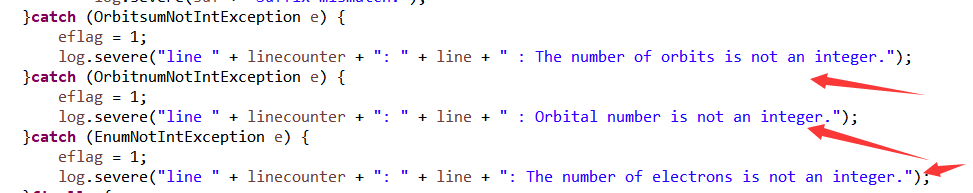 }catch (OrbitsumNotIntException e) {
eflag = 1;
log.severe("line " + linecounter + ": " + line + " : The number of orbits is not an integer.");
}catch (OrbitnumNotIntException e) {
eflag = 1;
log.severe("line " + linecounter + ": " + line + " : Orbital number is not an integer.");
}catch (EnumNotIntException e) {
eflag = 1;
log.severe("line " + linecounter + ": " + line + ": The number of electrons is not an integer.");